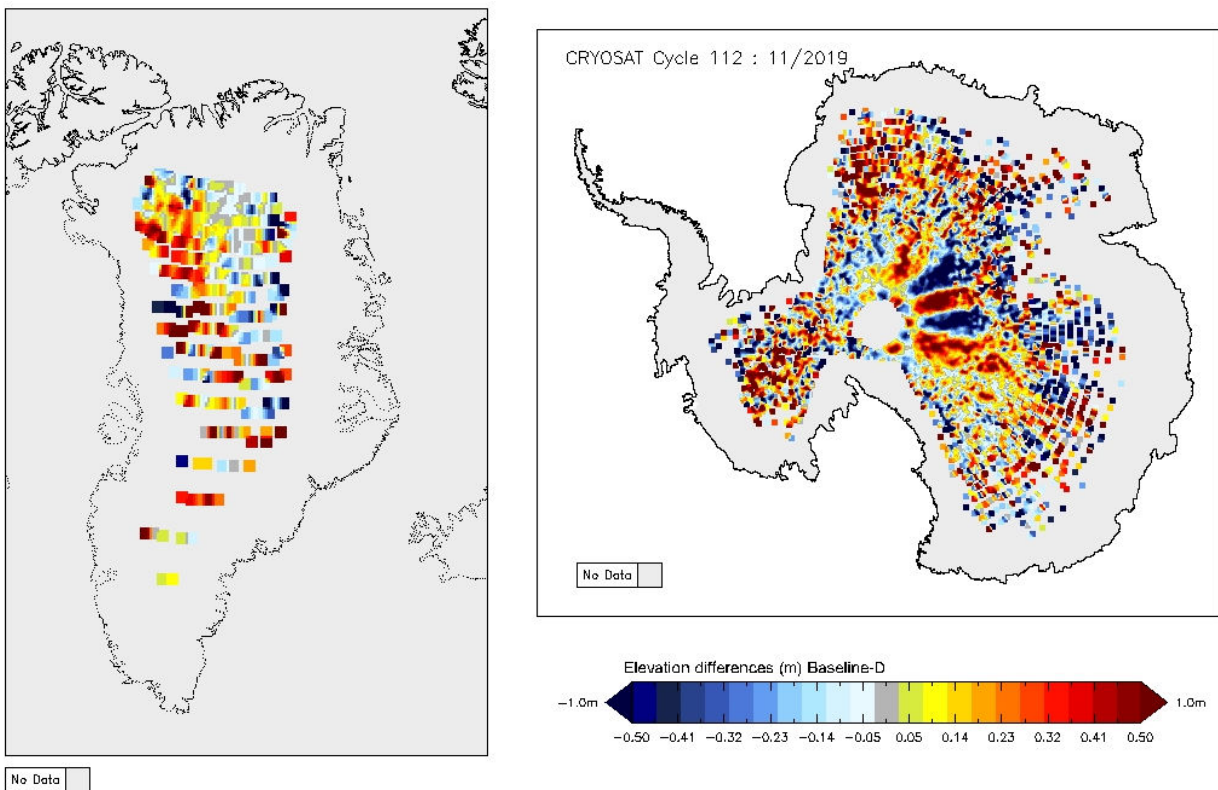 CRYOSAT Cycle 112 : 11/2019
No Data
Elevation differences (m) Baseline-D
-1.0m
1.0m
-0.50 -0.41 -0.32 -0.23 -0.14 -0.05 0.05 0.14 0.23 0.32 0.41 0.50
No Data